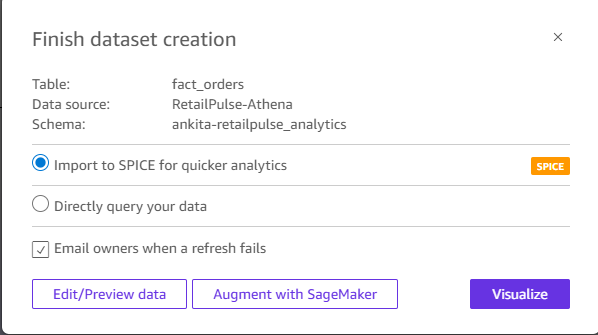 Finish dataset creation
Table: fact_orders
Data source: RetailPulse-Athena
Schema: ankita-retailpulse_analytics
Import to SPICE for quicker analytics SPICE
Directly query your data
Email owners when a refresh fails
Edit/Preview data Augment with SageMaker Visualize